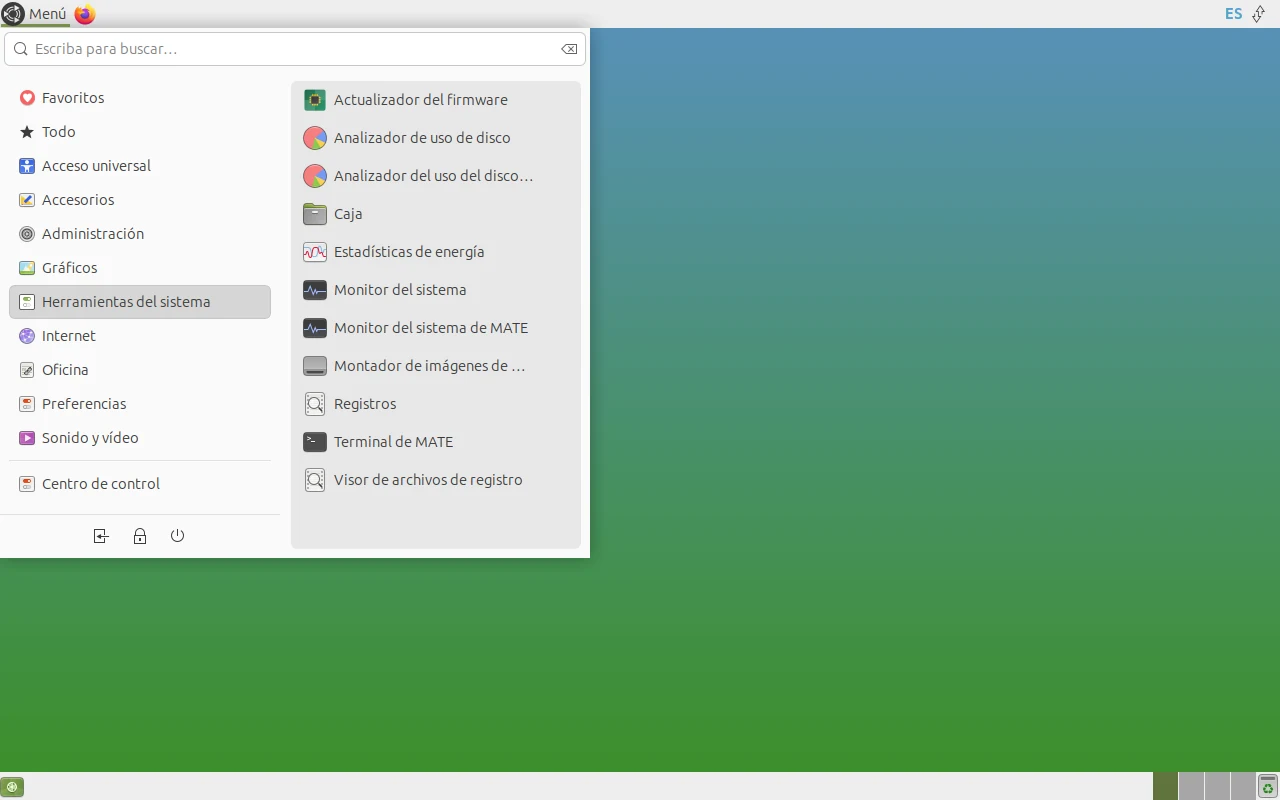 Menú
ES
Escriba para buscar…
Favoritos
Todo
Acceso universal
Accesorios
Administración
Gráficos
Herramientas del sistema
Internet
Oficina
Preferencias
Sonido y vídeo
Centro de control
Actualizador del firmware
Analizador de uso de disco
Analizador del uso del disco…
Caja
Estadísticas de energía
Monitor del sistema
Monitor del sistema de MATE
Montador de imágenes de …
Registros
Terminal de MATE
Visor de archivos de registro